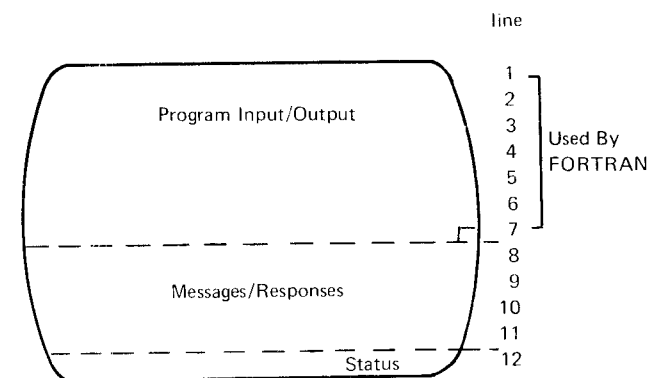 line
1
2
Program Input/Output
3
4
Used By
5
FORTRAN
6
7
8
Messages/Responses
9
10
11
Status
12